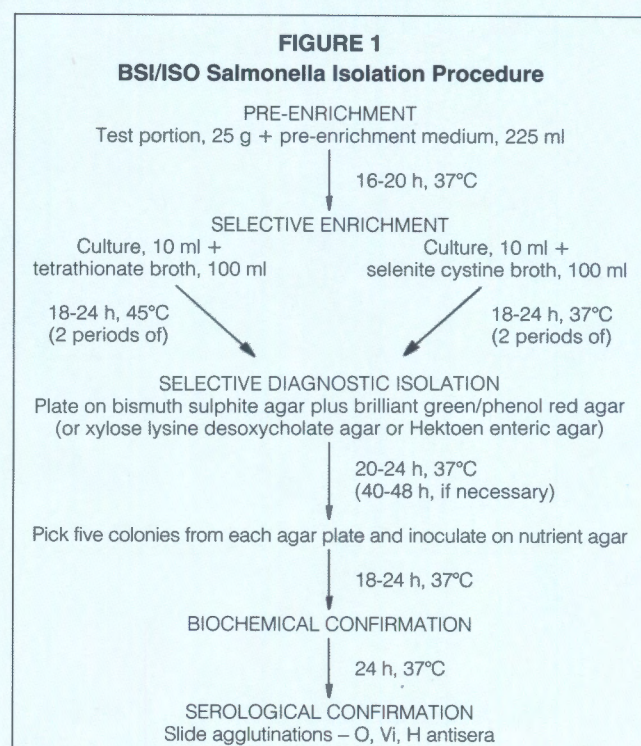 FIGURE 1
BSI/ISO Salmonella Isolation Procedure
PRE-ENRICHMENT
Test portion, 25 g + pre-enrichment medium, 225 ml
16-20 h, 37°C
SELECTIVE ENRICHMENT
Culture, 10 ml +
tetrathionate broth, 100 ml
Culture, 10 ml +
selenite cystine broth, 100 ml
18-24 h, 45°C
(2 periods of)
18-24 h, 37°C
(2 periods of)
SELECTIVE DIAGNOSTIC ISOLATION
Plate on bismuth sulphite agar plus brilliant green/phenol red agar
(or xylose lysine desoxycholate agar or Hektoen enteric agar)
20-24 h, 37°C
(40-48 h, if necessary)
Pick five colonies from each agar plate and inoculate on nutrient agar
18-24 h, 37°C
BIOCHEMICAL CONFIRMATION
24 h, 37°C
SEROLOGICAL CONFIRMATION
Slide agglutinations – O, Vi, H antisera